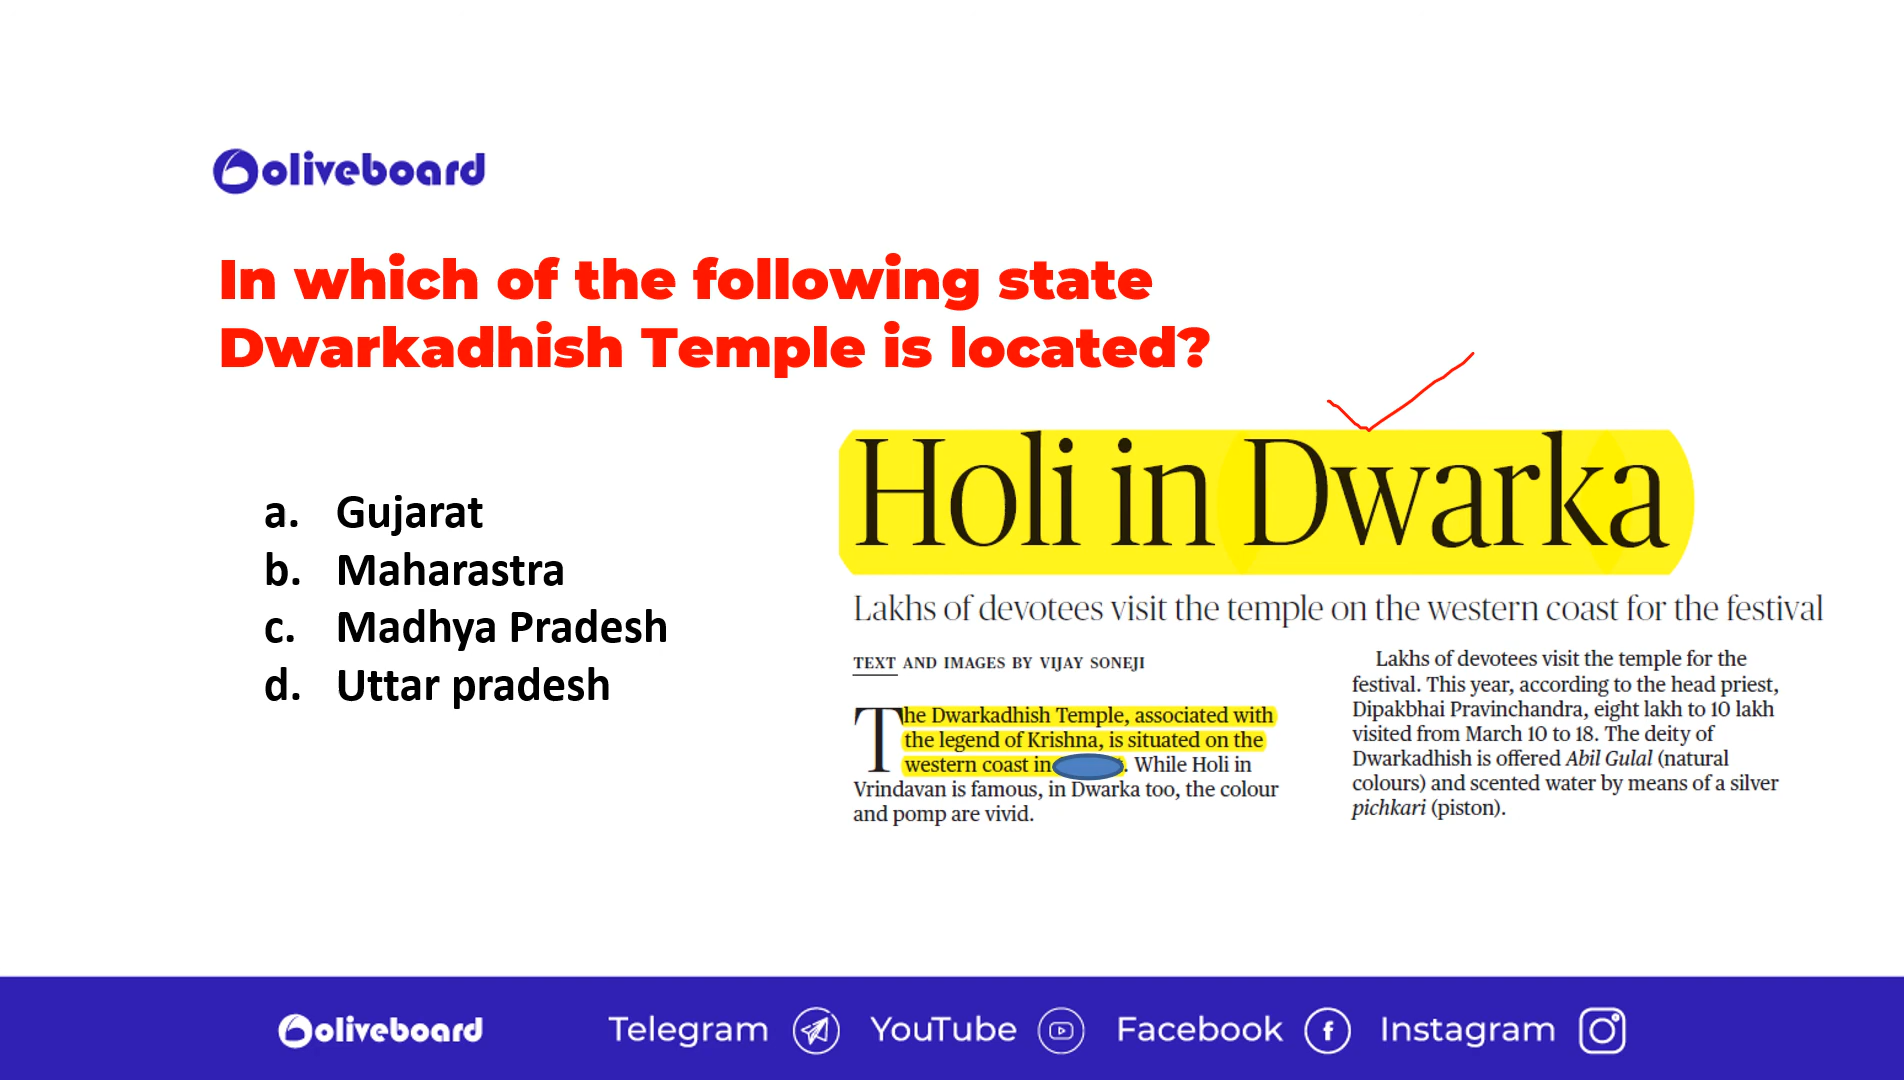 oliveboard
In which of the following state
Dwarkadhish Temple is located?
a. Gujarat
b. Maharastra
c. Madhya Pradesh
d. Uttar pradesh
Holi in Dwarka
Lakhs of devotees visit the temple on the western coast for the festival
TEXT AND IMAGES BY VIJAY SONEJI
The Dwarkadhish Temple, associated with
the legend of Krishna, is situated on the
western coast in . While Holi in
Vrindavan is famous, in Dwarka too, the colour
and pomp are vivid.
Lakhs of devotees visit the temple for the
festival. This year, according to the head priest,
Dipakbhai Pravinchandra, eight lakh to 10 lakh
visited from March 10 to 18. The deity of
Dwarkadhish is offered Abil Gulal (natural
colours) and scented water by means of a silver
pichkari (piston).
oliveboard Telegram YouTube Facebook Instagram